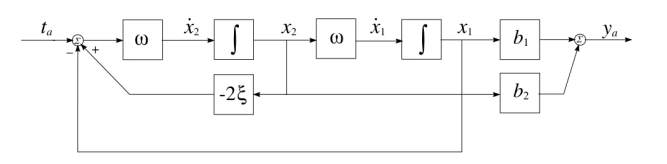 t_a Σ ω ẋ_2 ∫ x_2 ω ẋ_1 ∫ x_1 b_1 Σ y_a
− +
-2ξ b_2